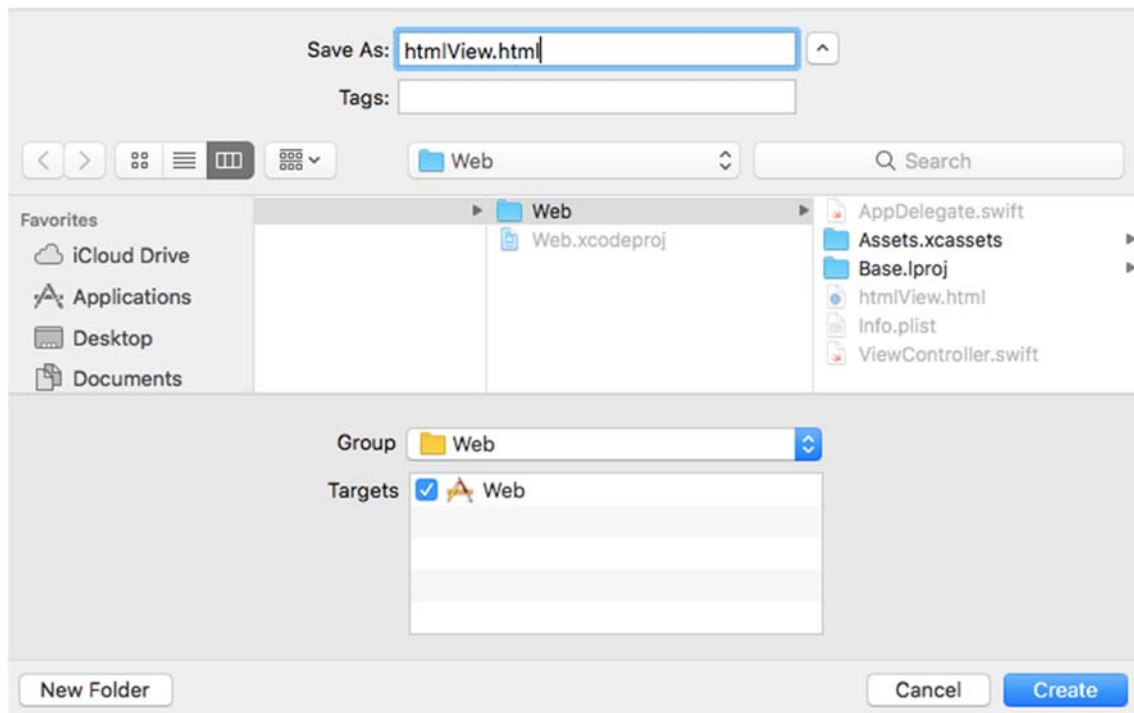 Save As: htmlView.html
Tags:
Web
Search
Favorites
iCloud Drive
Applications
Desktop
Documents
Web
Web.xcodeproj
AppDelegate.swift
Assets.xcassets
Base.lproj
htmlView.html
Info.plist
ViewController.swift
Group Web
Targets Web
New Folder Cancel Create